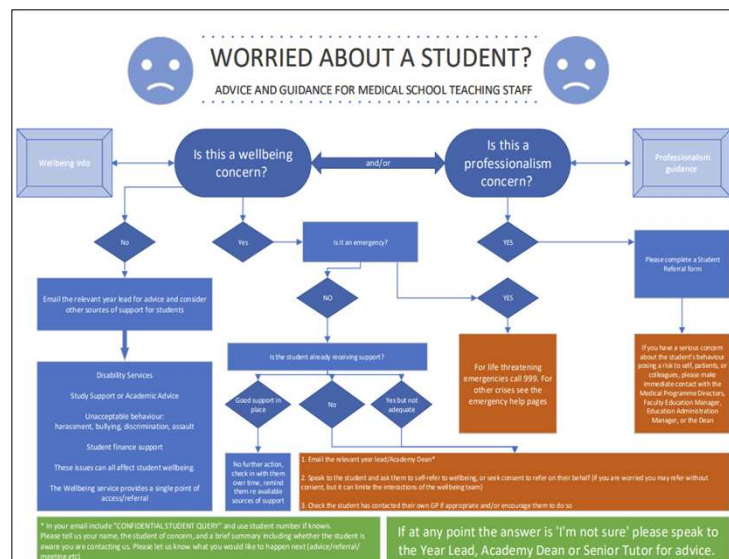 WORRIED ABOUT A STUDENT?
ADVICE AND GUIDANCE FOR MEDICAL SCHOOL TEACHING STAFF
Wellbeing Info
Is this a wellbeing
concern?
and/or
Is this a
professionalism
concern?
Professionalism
guidance
No
Yes
Is it an emergency?
YES
Please complete a Student
Referral form
Email the relevant year lead for advice and consider
other sources of support for students
NO
YES
Is the student already receiving support?
For life threatening
emergencies call 999. For
other crises see the
emergency help pages
If you have a serious concern
about the student's behaviour
posing a risk to self, patients, or
colleagues, please make
immediate contact with the
Medical Programme Directors,
Faculty Education Manager,
Education Administration
Manager, or the Dean
Disability Services
Study Support or Academic Advice
Unacceptable behaviour:
harassment, bullying, discrimination, assault
Student finance support
These issues can all affect student wellbeing.
The Wellbeing service provides a single point of
access/referral
Good support in
place
No
Yes but not
adequate
No further action,
check in with them
over time, remind
them re available
sources of support
1. Email the relevant year lead/Academy Dean*
2. Speak to the student and ask them to self-refer to wellbeing, or seek consent to refer on their behalf (if you are worried you may refer without
consent, but it can limit the interactions of the wellbeing team)
3. Check the student has contacted their own GP if appropriate and/or encourage them to do so
* In your email include "CONFIDENTIAL STUDENT QUERY" and use student number if known.
Please tell us your name, the student of concern, and a brief summary including whether the student is
aware you are contacting us. Please let us know what you would like to happen next (advice/referral/
meeting etc)
If at any point the answer is 'I'm not sure' please speak to
the Year Lead, Academy Dean or Senior Tutor for advice.